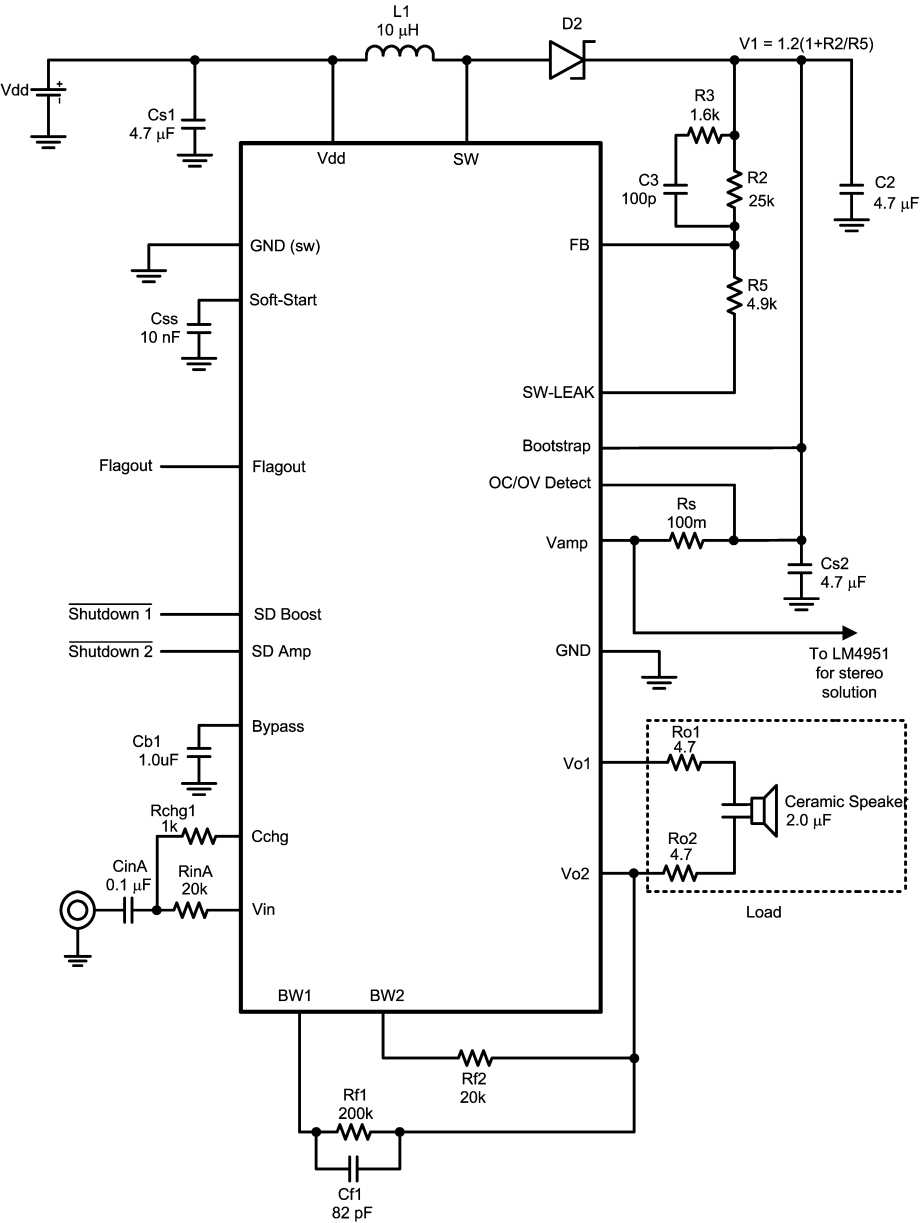 L1
10 µH
D2
V1 = 1.2(1+R2/R5)
Vdd
+
−
Cs1
4.7 µF
Vdd
SW
R3
1.6k
C3
100p
R2
25k
C2
4.7 µF
GND (sw)
FB
Soft-Start
R5
4.9k
Css
10 nF
SW-LEAK
Bootstrap
Flagout
Flagout
OC/OV Detect
Rs
100m
Vamp
Cs2
4.7 µF
Shutdown 1
SD Boost
Shutdown 2
SD Amp
GND
To LM4951
for stereo
solution
Bypass
Cb1
1.0uF
Ro1
4.7
Vo1
Ceramic Speaker
2.0 µF
Rchg1
1k
Cchg
Ro2
4.7
Vo2
CinA
0.1 µF
RinA
20k
Vin
Load
BW1
BW2
Rf2
20k
Rf1
200k
Cf1
82 pF